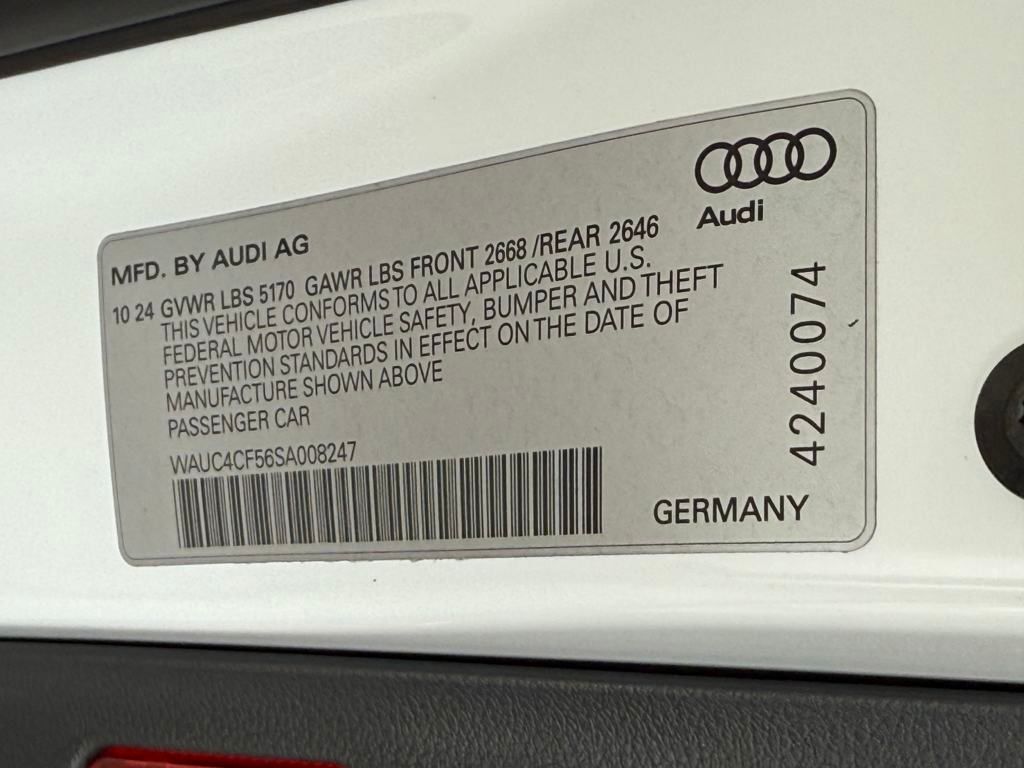 Audi
MFD. BY AUDI AG
10 24 GVWR LBS 5170 GAWR LBS FRONT 2668 /REAR 2646
THIS VEHICLE CONFORMS TO ALL APPLICABLE U.S.
FEDERAL MOTOR VEHICLE SAFETY, BUMPER AND THEFT
PREVENTION STANDARDS IN EFFECT ON THE DATE OF
MANUFACTURE SHOWN ABOVE
PASSENGER CAR
WAUC4CF56SA008247
GERMANY
4240074